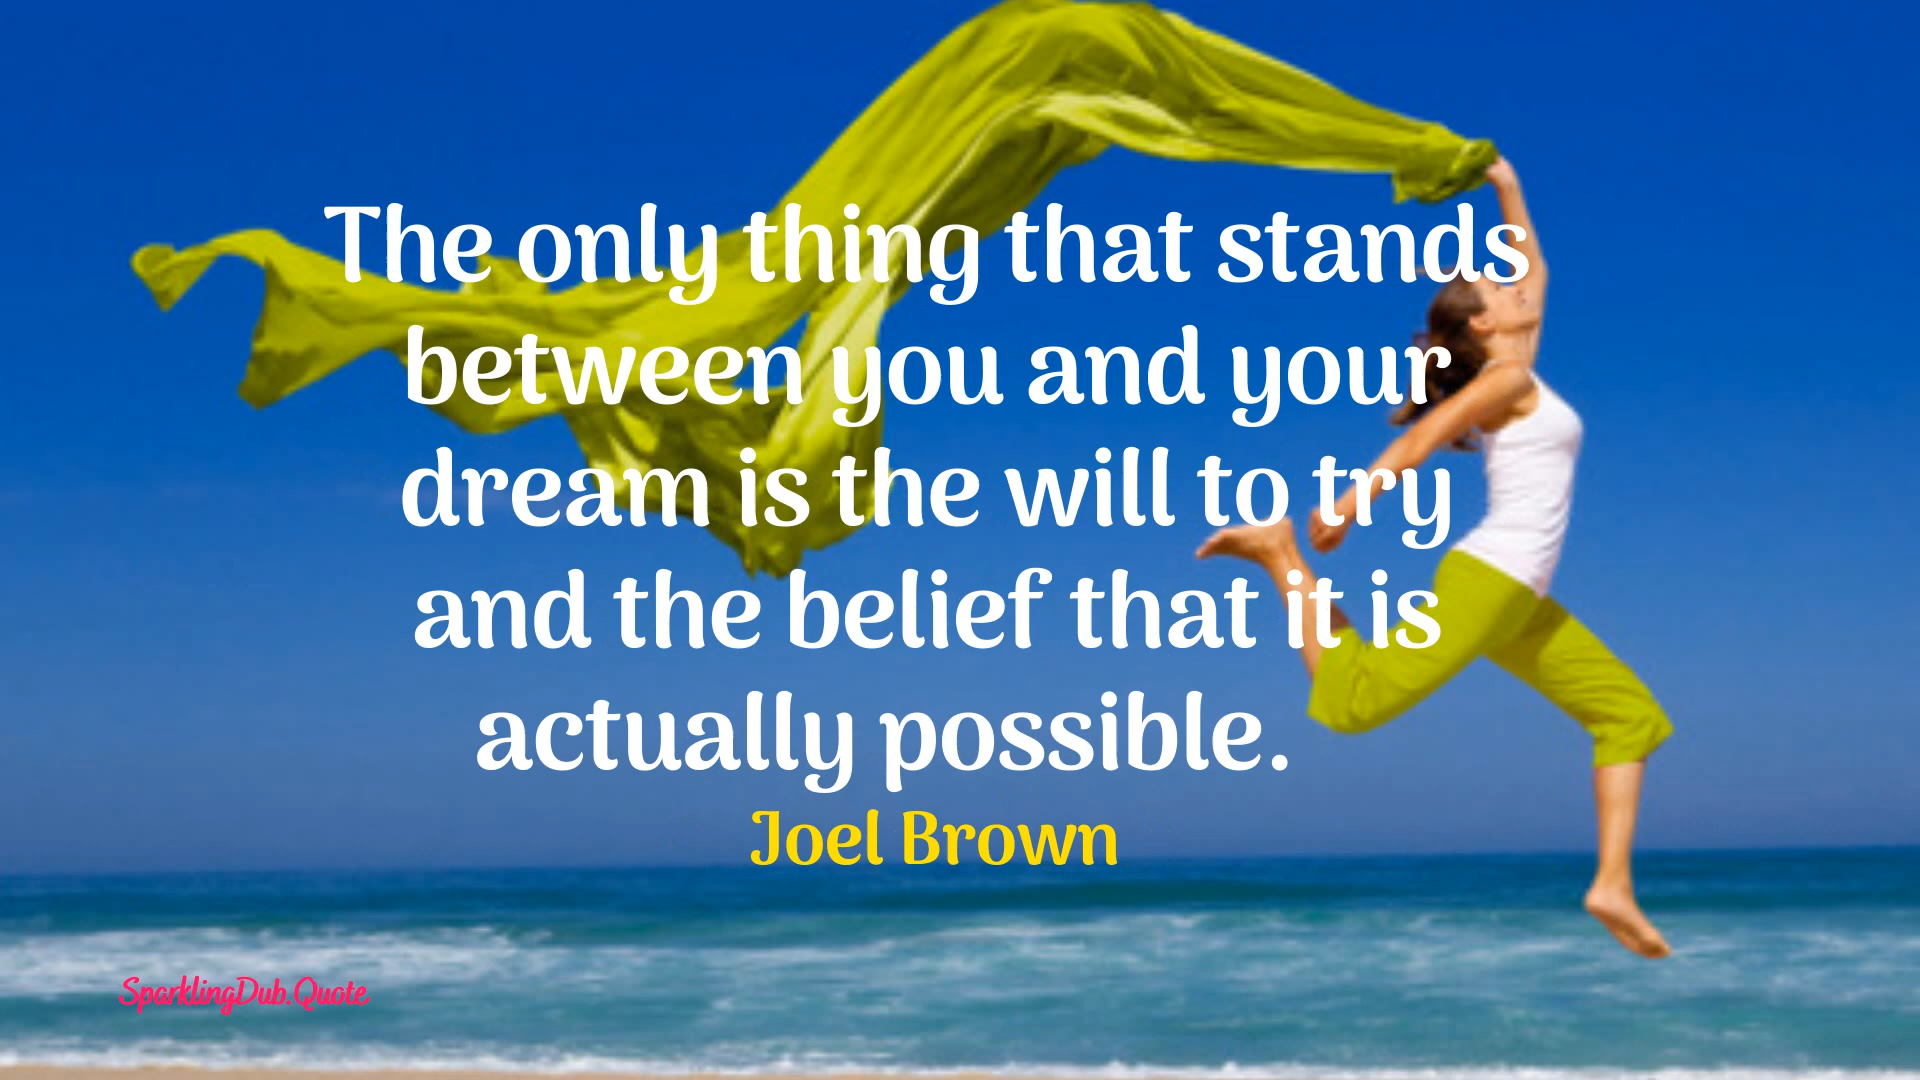 The only thing that stands
between you and your
dream is the will to try
and the belief that it is
actually possible.
Joel Brown
SparklingDub.Quote